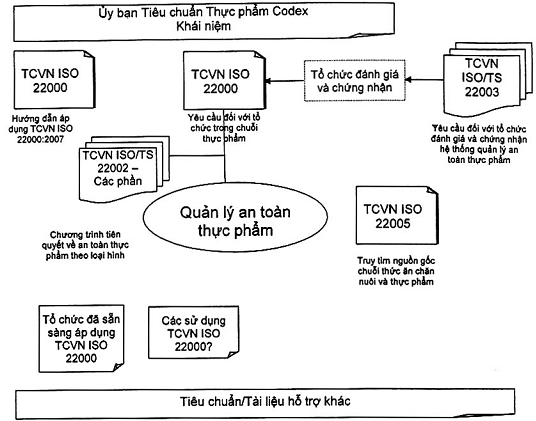 Ủy bạn Tiêu chuẩn Thực phẩm Codex
Khái niệm
TCVN ISO
22000
Hướng dẫn áp
dụng TCVN ISO
22000:2007
TCVN ISO
22000
Yêu cầu đối với tổ
chức trong chuỗi
thực phẩm
Tổ chức đánh giá
và chứng nhận
TCVN
ISO/TS
22003
Yêu cầu đối với tổ chức
đánh giá và chứng nhận
hệ thống quản lý an
toàn thực phẩm
TCVN ISO/TS
22002 –
Các phần
Chương trình tiên
quyết về an toàn thực
phẩm theo loại hình
Quản lý an toàn
thực phẩm
TCVN ISO
22005
Truy tìm nguồn gốc
chuỗi thức ăn chăn
nuôi và thực phẩm
Tổ chức đã sẵn
sàng áp dụng
TCVN ISO
22000
Các sử dụng
TCVN ISO
22000?
Tiêu chuẩn/Tài liệu hỗ trợ khác